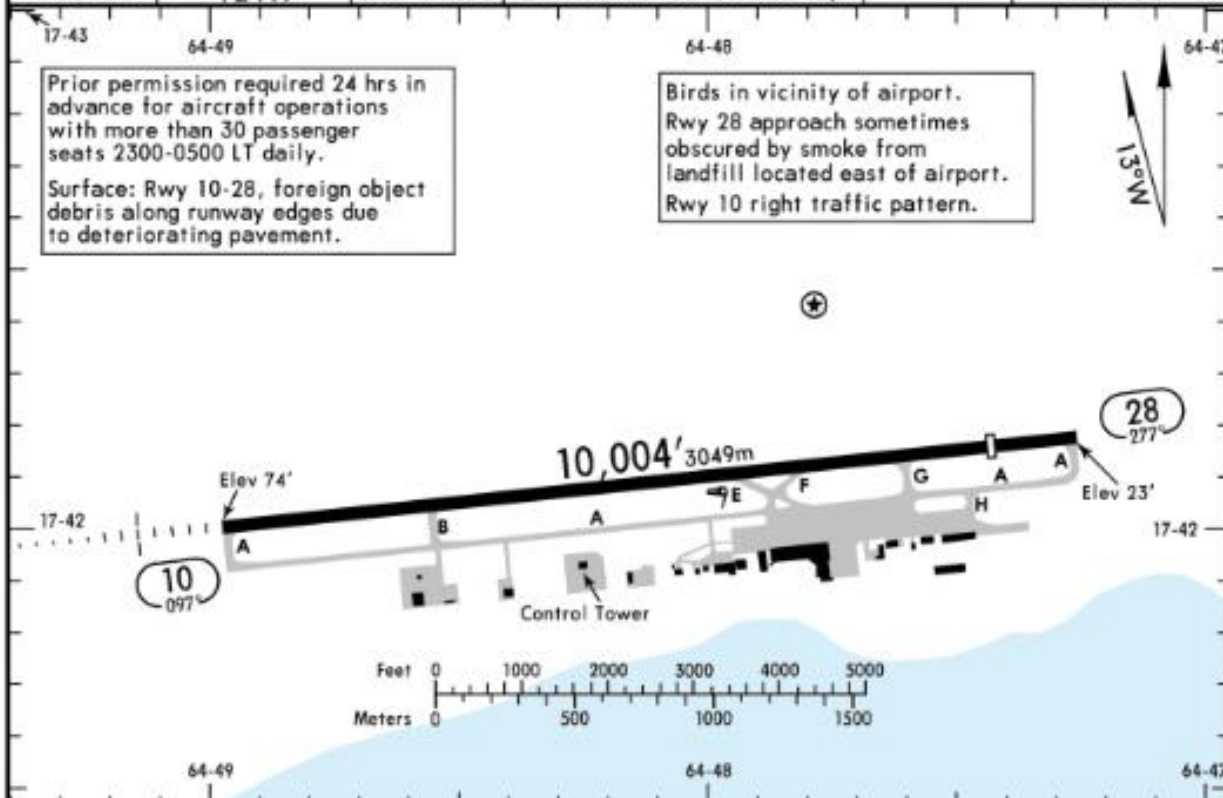 17-43
64-49
64-48
Prior permission required 24 hrs in
advance for aircraft operations
with more than 30 passenger
seats 2300-0500 LT daily.
Surface: Rwy 10-28, foreign object
debris along runway edges due
to deteriorating pavement.
Birds in vicinity of airport.
Rwy 28 approach sometimes
obscured by smoke from
landfill located east of airport.
Rwy 10 right traffic pattern.
13°W
28
277°
10,004' 3049m
Elev 74'
Elev 23'
E
F
G
A
A
H
17-42
A
B
A
17-42
10
097°
Control Tower
Feet 0 1000 2000 3000 4000 5000
Meters 0 500 1000 1500
64-49
64-48